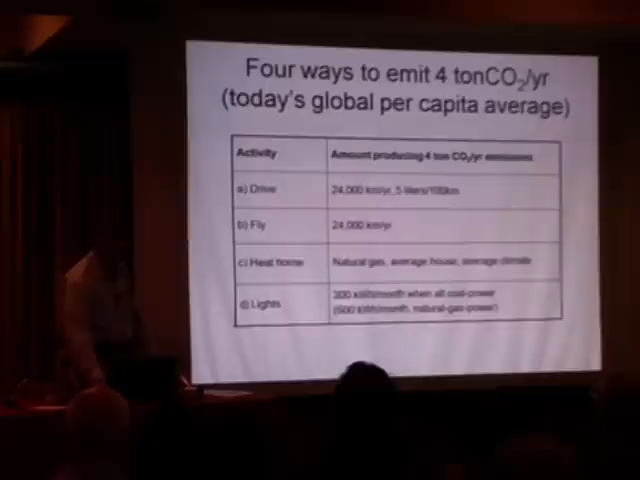 Four ways to emit 4 tonCO₂/yr
(today's global per capita average)
Activity Amount producing 4 ton CO₂/yr emissions
a) Drive 24,000 km/yr, 5 liters/100km
b) Fly 24,000 km/yr
c) Heat home Natural gas, average house, average climate
d) Lights 300 kWh/month when all coal-power
(600 kWh/month, natural-gas-power)